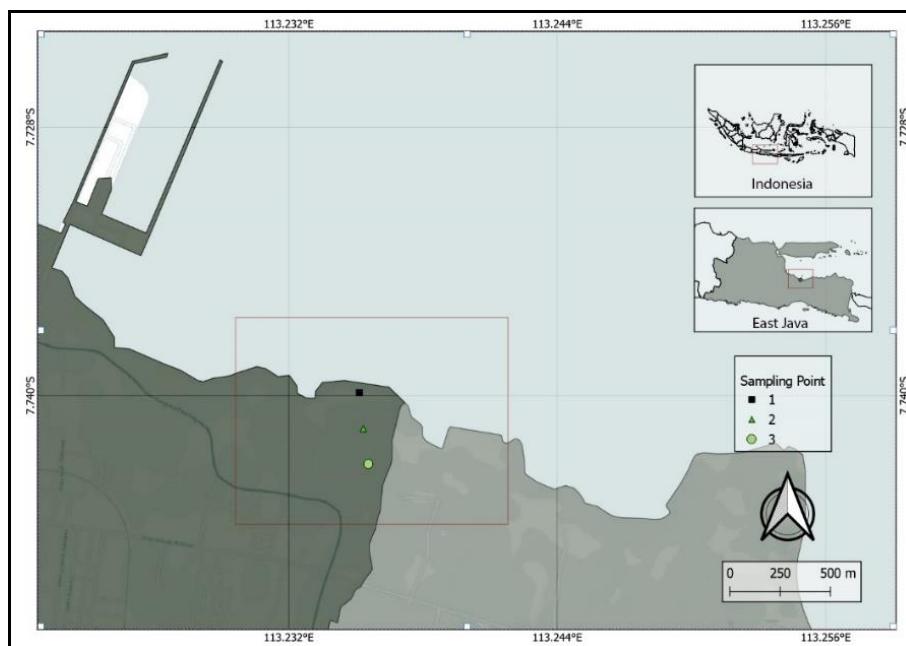 113.232°E 113.244°E 113.256°E
7.728°S 7.728°S
Indonesia
East Java
7.740°S 7.740°S
Sampling Point
1
2
3
0 250 500 m
113.232°E 113.244°E 113.256°E